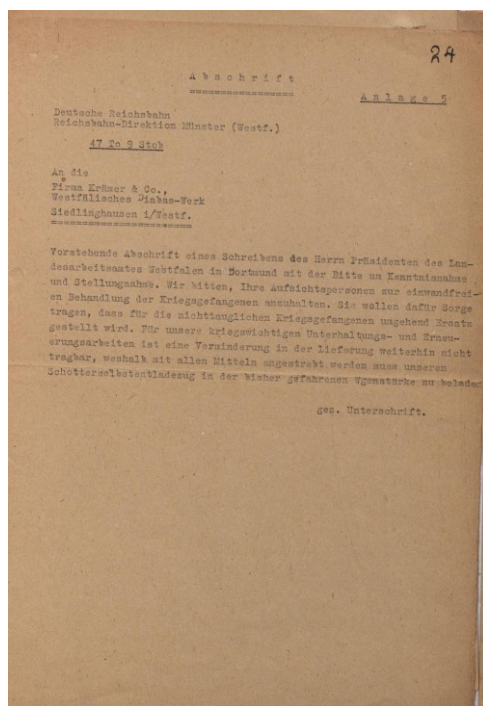 24
Abschrift
Anlage 5
Deutsche Reichsbahn
Reichsbahn-Direktion Münster (Westf.)
47 To 9 Stob
An die
Firma Krämer & Co.,
Westfälisches Diabas-Werk
Siedlinghausen i/Westf.
Vorstehende Abschrift eines Schreibens des Herrn Präsidenten des Lan-
desarbeitsamtes Westfalen in Dortmund mit der Bitte um Kenntnisnahme
und Stellungnahme. Wir bitten, Ihre Aufsichtspersonen zur einwandfrei-
en Behandlung der Kriegsgefangenen anzuhalten. Sie wollen dafür Sorge
tragen, dass für die nichttauglichen Kriegsgefangenen umgehend Ersatz
gestellt wird. Für unsere kriegswichtigen Unterhaltungs- und Erneu-
erungsarbeiten ist eine Verminderung in der Lieferung weiterhin nicht
tragbar, weshalb mit allen Mitteln angestrebt werden muss unseren
Schotterselbstentladezug in der bisher gefahrenen Wgenstärke zu beladen
gez. Unterschrift.